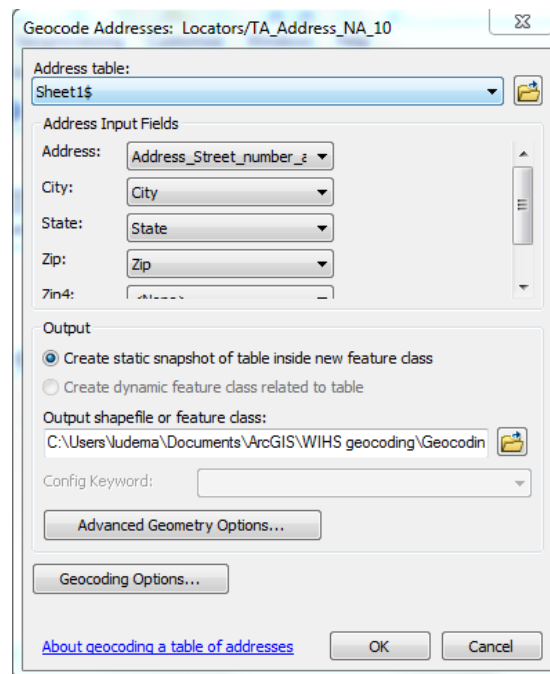 Geocode Addresses: Locators/TA_Address_NA_10
Address table:
Sheet1$
Address Input Fields
Address: Address_Street_number_a
City: City
State: State
Zip: Zip
Zip4: <None>
Output
Create static snapshot of table inside new feature class
Create dynamic feature class related to table
Output shapefile or feature class:
C:\Users\ludema\Documents\ArcGIS\WIHS geocoding\Geocodin
Config Keyword:
Advanced Geometry Options...
Geocoding Options...
About geocoding a table of addresses OK Cancel